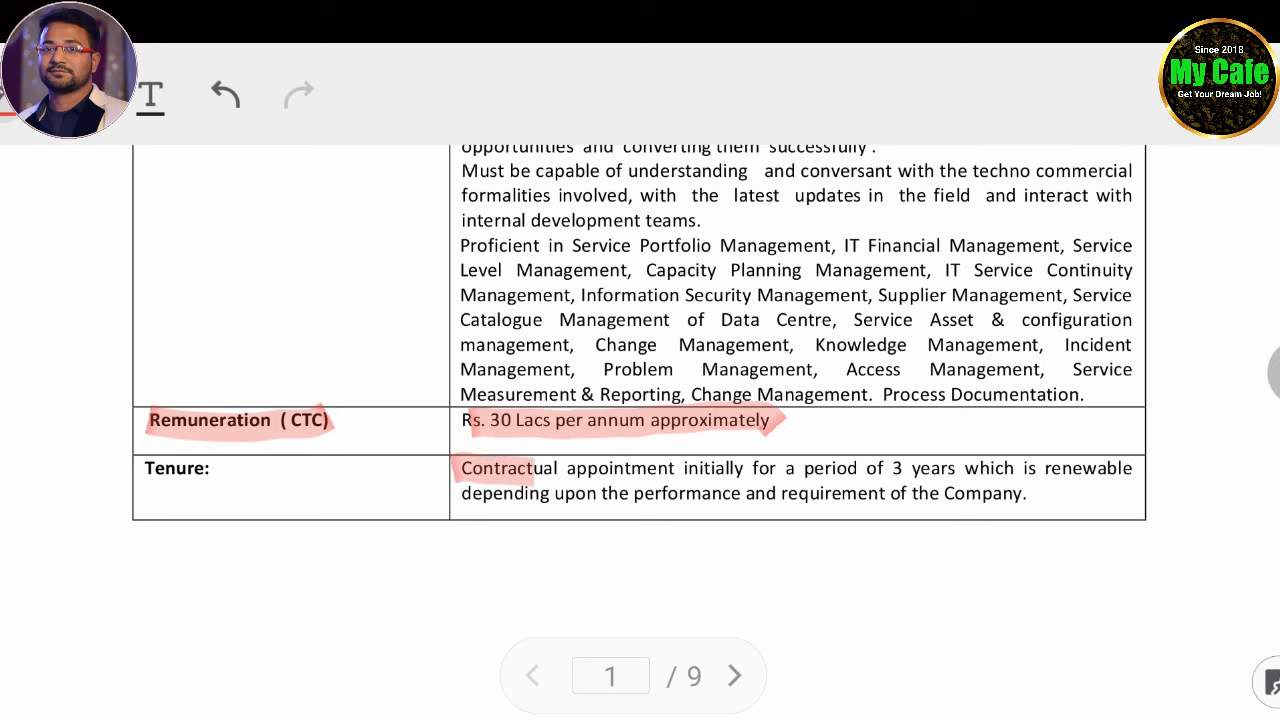 Since 2018
My Cafe
Get Your Dream Job!
T
opportunities and converting them successfully .
Must be capable of understanding and conversant with the techno commercial
formalities involved, with the latest updates in the field and interact with
internal development teams.
Proficient in Service Portfolio Management, IT Financial Management, Service
Level Management, Capacity Planning Management, IT Service Continuity
Management, Information Security Management, Supplier Management, Service
Catalogue Management of Data Centre, Service Asset & configuration
management, Change Management, Knowledge Management, Incident
Management, Problem Management, Access Management, Service
Measurement & Reporting, Change Management. Process Documentation.
Remuneration ( CTC)
Rs. 30 Lacs per annum approximately
Tenure:
Contractual appointment initially for a period of 3 years which is renewable
depending upon the performance and requirement of the Company.
1 / 9